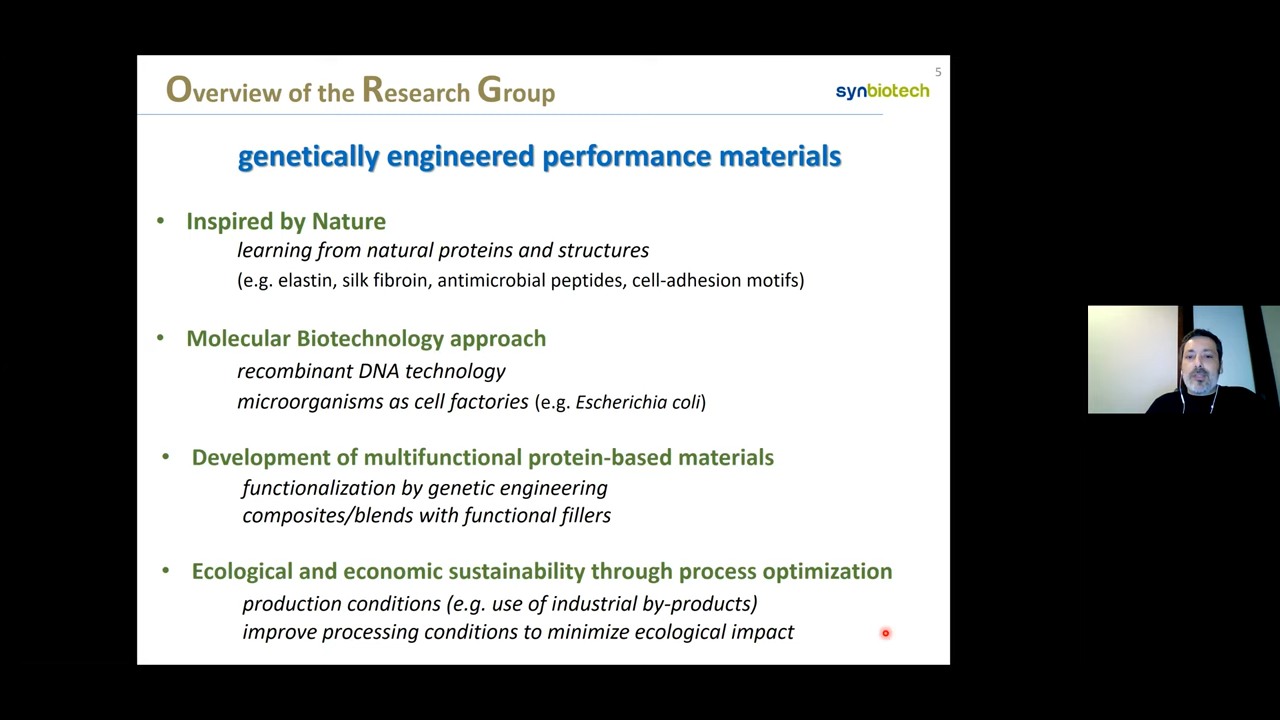 Overview of the Research Group
5
synbiotech
genetically engineered performance materials
• Inspired by Nature
learning from natural proteins and structures
(e.g. elastin, silk fibroin, antimicrobial peptides, cell-adhesion motifs)
• Molecular Biotechnology approach
recombinant DNA technology
microorganisms as cell factories (e.g. Escherichia coli)
• Development of multifunctional protein-based materials
functionalization by genetic engineering
composites/blends with functional fillers
• Ecological and economic sustainability through process optimization
production conditions (e.g. use of industrial by-products)
improve processing conditions to minimize ecological impact